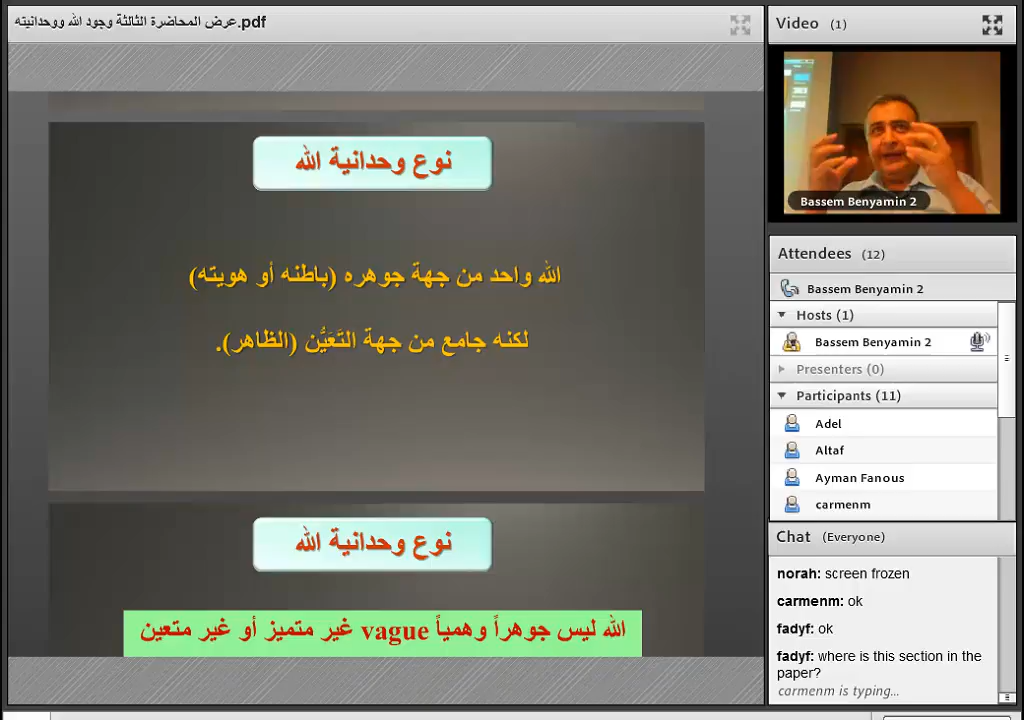 عرض المحاضرة الثالثة وجود الله ووحدانيته.pdf
نوع وحدانية الله
الله واحد من جهة جوهره (باطنه أو هويته)
لكنه جامع من جهة التَعَيُّن (الظاهر).
نوع وحدانية الله
الله ليس جوهراً وهمياً vague غير متميز أو غير متعين
Video (1)
Bassem Benyamin 2
Attendees (12)
Bassem Benyamin 2
Hosts (1)
Bassem Benyamin 2
Presenters (0)
Participants (11)
Adel
Altaf
Ayman Fanous
carmenm
Chat (Everyone)
norah: screen frozen
carmenm: ok
fadyf: ok
fadyf: where is this section in the
paper?
carmenm is typing...